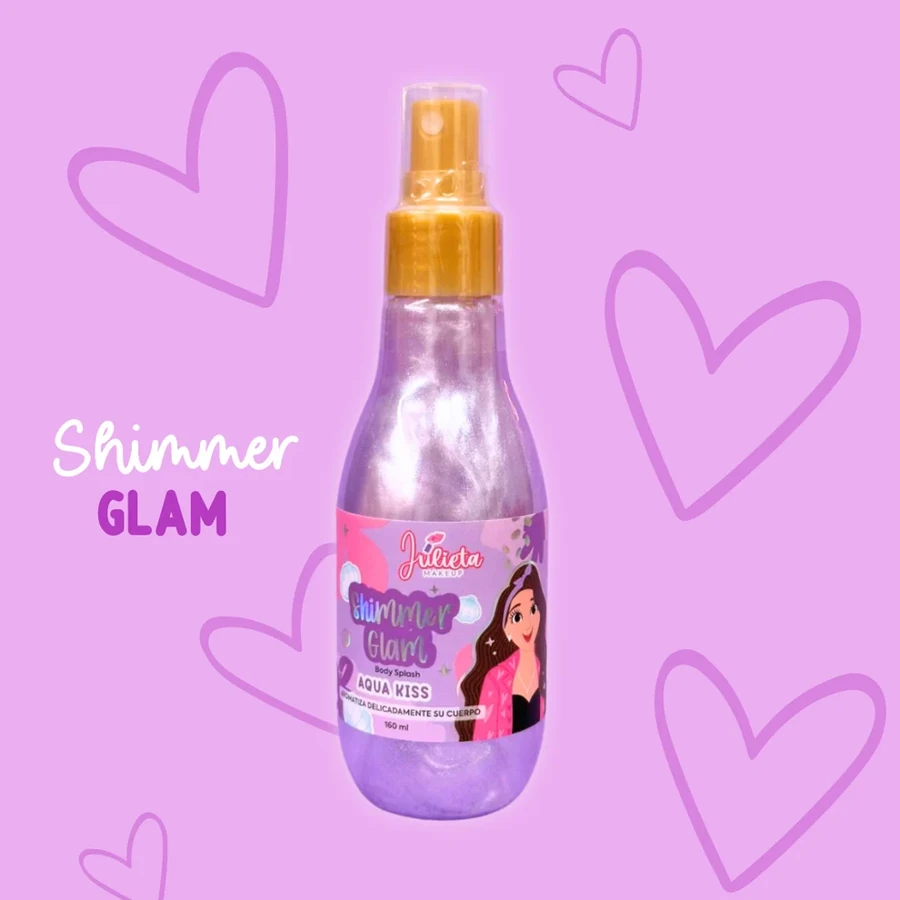 Shimmer
GLAM
Julieta
MAKEUP
Shimmer
Glam
Body Splash
AQUA KISS
AROMATIZA DELICADAMENTE SU CUERPO
160 ml